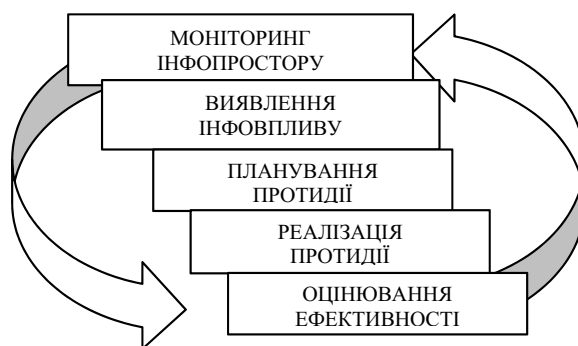 МОНІТОРИНГ
ІНФОПРОСТОРУ
ВИЯВЛЕННЯ
ІНФОВПЛИВУ
ПЛАНУВАННЯ
ПРОТИДІЇ
РЕАЛІЗАЦІЯ
ПРОТИДІЇ
ОЦІНЮВАННЯ
ЕФЕКТИВНОСТІ